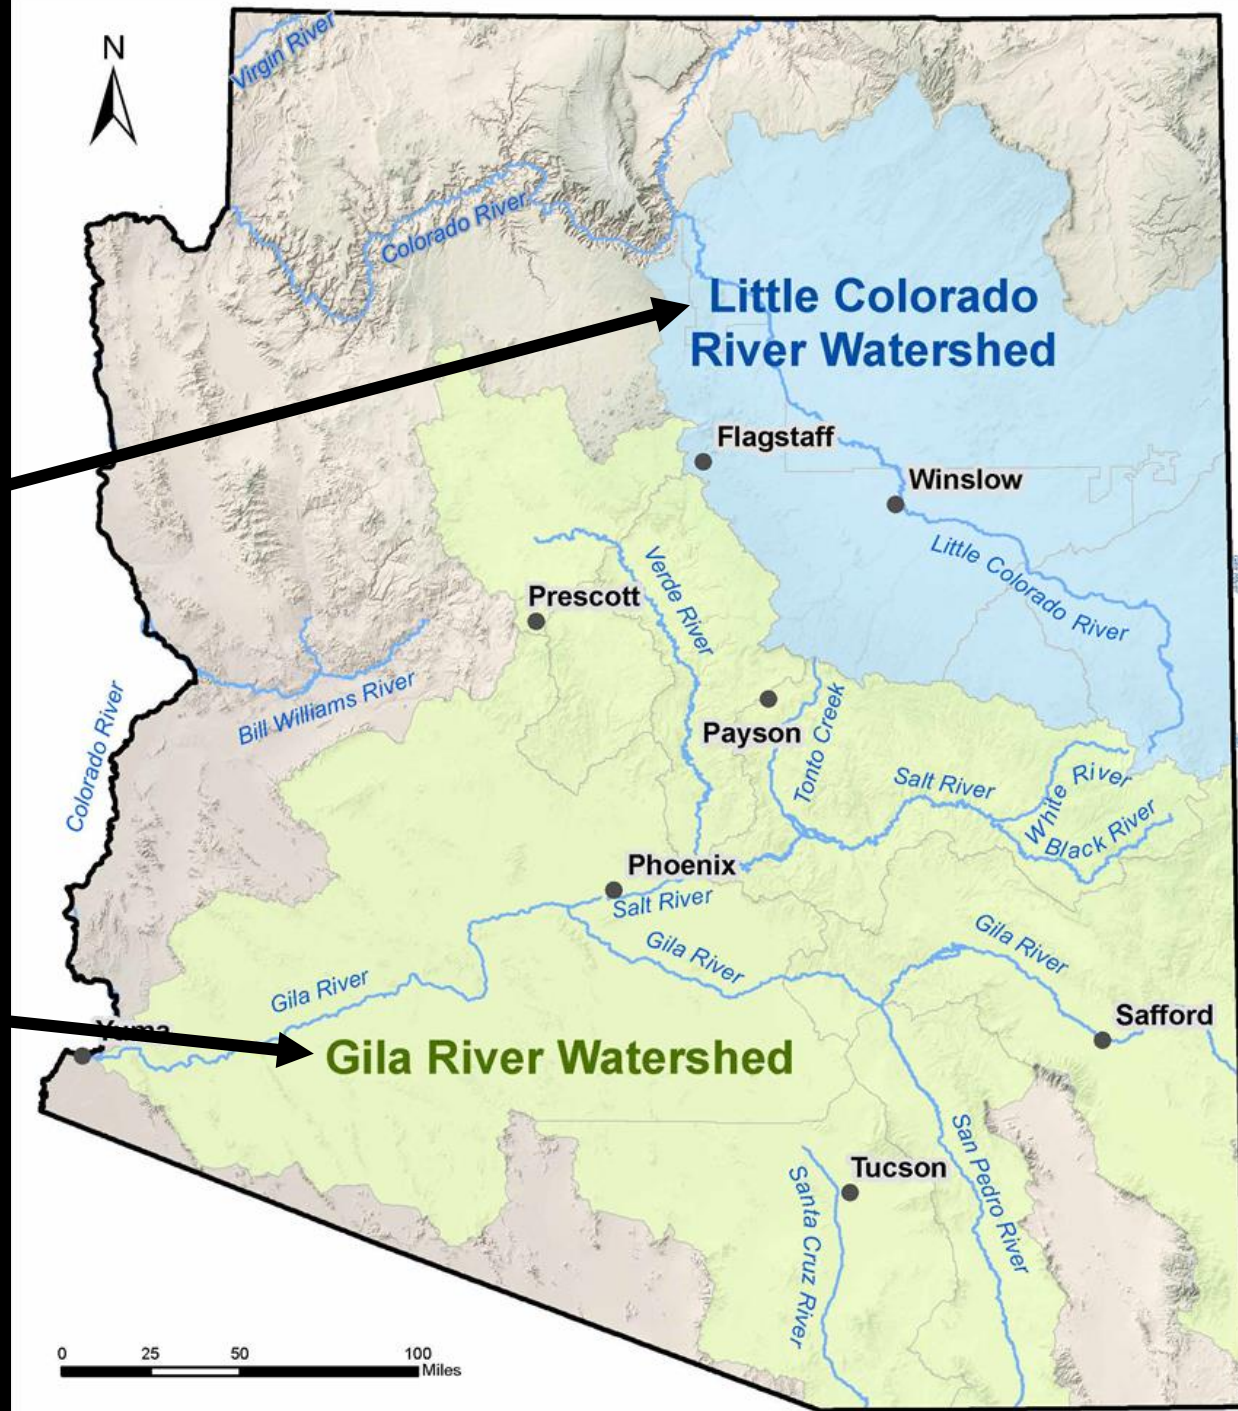 N
Virgin River
Colorado River
Little Colorado
River Watershed
Flagstaff
Winslow
Little Colorado River
Verde River
Prescott
Bill Williams River
Colorado River
Payson
Tonto Creek
Salt River
White River
Black River
Phoenix
Salt River
Gila River
Gila River
Gila River
Safford
Yuma
Gila River Watershed
San Pedro River
Tucson
Santa Cruz River
0 25 50 100
Miles